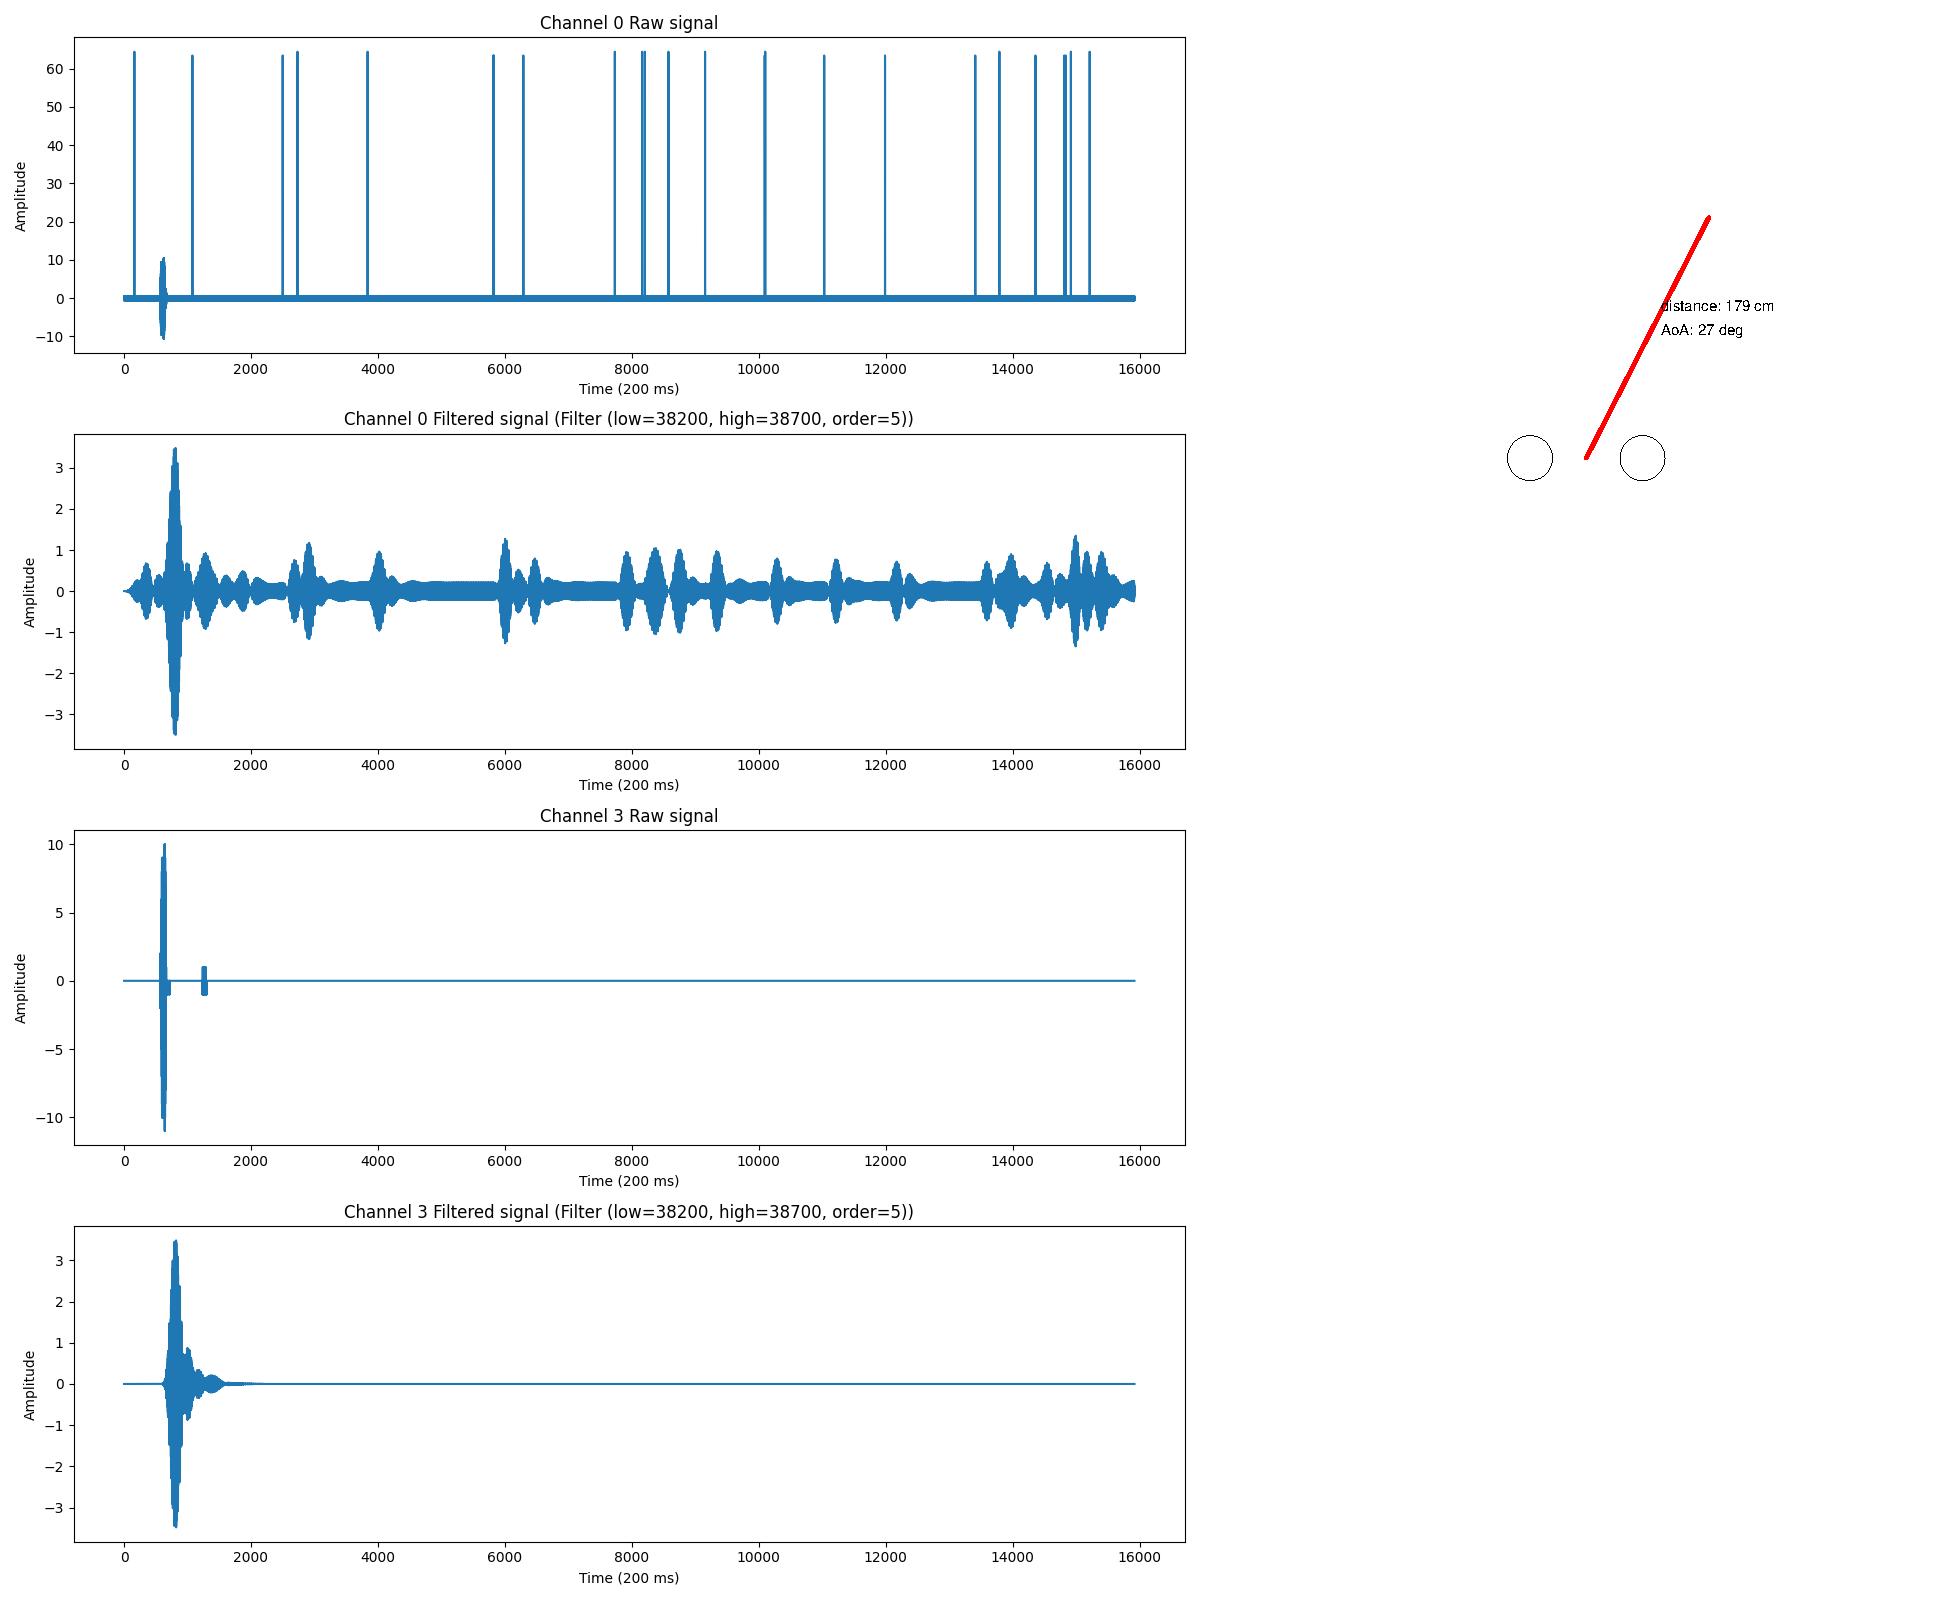 Channel 0 Raw signal
60
50
40
30
20
10
0
−10
Amplitude
0 2000 4000 6000 8000 10000 12000 14000 16000
Time (200 ms)
Channel 0 Filtered signal (Filter (low=38200, high=38700, order=5))
3
2
1
0
−1
−2
−3
Amplitude
0 2000 4000 6000 8000 10000 12000 14000 16000
Time (200 ms)
Channel 3 Raw signal
10
5
0
−5
−10
Amplitude
0 2000 4000 6000 8000 10000 12000 14000 16000
Time (200 ms)
Channel 3 Filtered signal (Filter (low=38200, high=38700, order=5))
3
2
1
0
−1
−2
−3
Amplitude
0 2000 4000 6000 8000 10000 12000 14000 16000
Time (200 ms)
distance: 179 cm
AoA: 27 deg